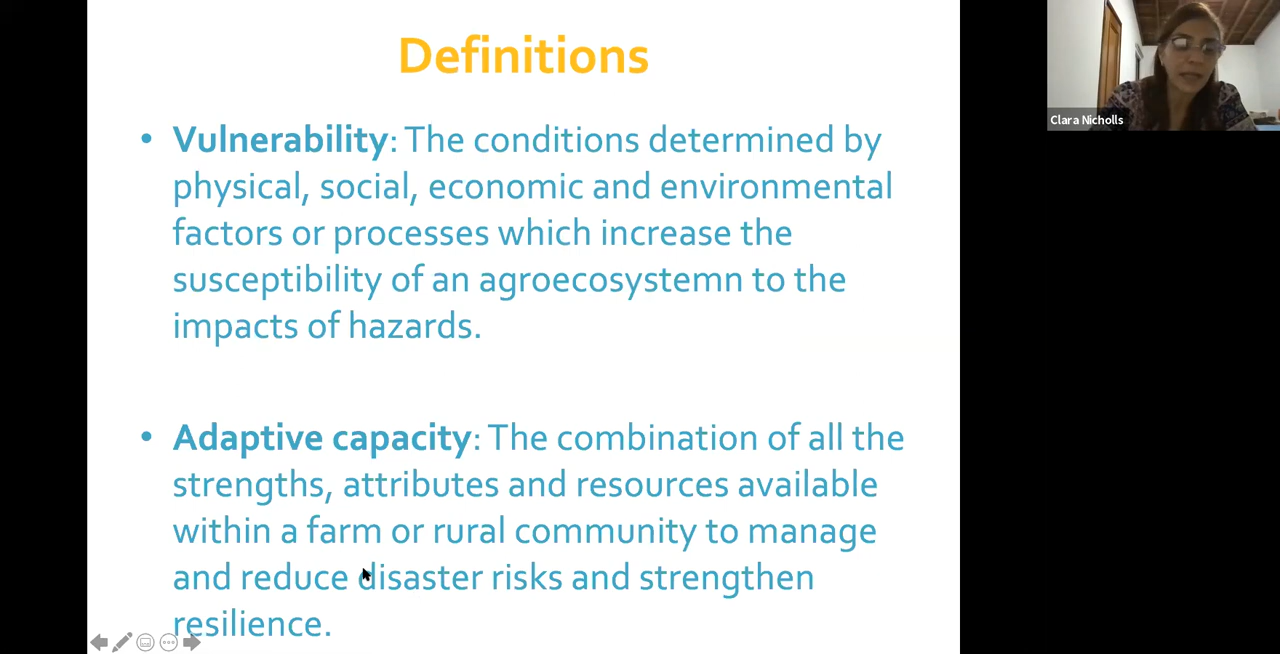 Definitions
• Vulnerability: The conditions determined by
physical, social, economic and environmental
factors or processes which increase the
susceptibility of an agroecosystemn to the
impacts of hazards.
• Adaptive capacity: The combination of all the
strengths, attributes and resources available
within a farm or rural community to manage
and reduce disaster risks and strengthen
resilience.
Clara Nicholls